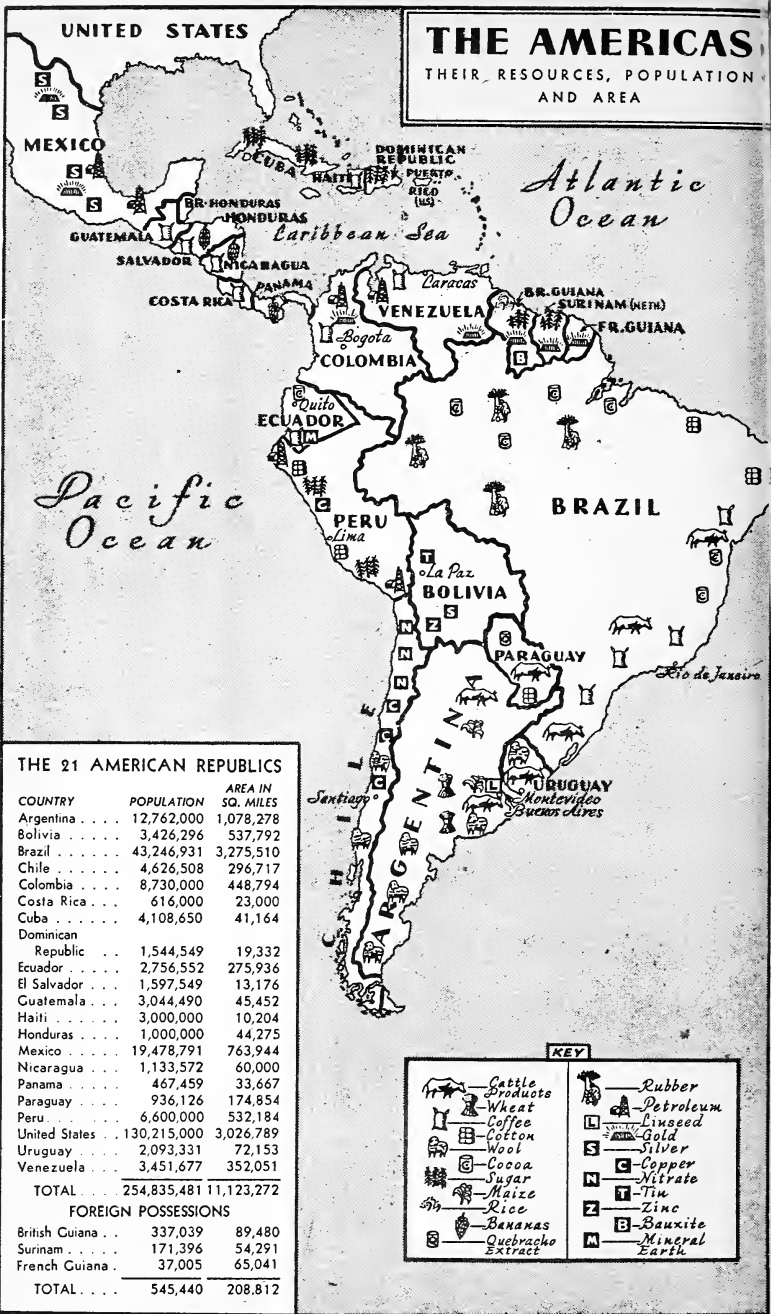 THE AMERICAS
THEIR RESOURCES, POPULATION
AND AREA
UNITED STATES
S
S
MEXICO
S
S
CUBA
HAITI
DOMINICAN
REPUBLIC
PUERTO
RICO
(US)
Atlantic
Ocean
BR. HONDURAS
HONDURAS
Caribbean Sea
GUATEMALA
SALVADOR
NICARAGUA
COSTA RICA
PANAMA
Caracas
VENEZUELA
BR. GUIANA
SURINAM (NETH.)
FR. GUIANA
B
Bogota
COLOMBIA
Quito
ECUADOR
M
Pacific
Ocean
BRAZIL
C
PERU
Lima
T
La Paz
BOLIVIA
S
Z
N
N
N
PARAGUAY
Rio de Janeiro
C
C
C
CHILE
Santiago
ARGENTINA
L
URUGUAY
Montevideo
Buenos Aires
THE 21 AMERICAN REPUBLICS
COUNTRY POPULATION AREA IN SQ. MILES
Argentina . . . . 12,762,000 1,078,278
Bolivia . . . . . 3,426,296 537,792
Brazil . . . . . . 43,246,931 3,275,510
Chile . . . . . . 4,626,508 296,717
Colombia . . . . 8,730,000 448,794
Costa Rica . . . 616,000 23,000
Cuba . . . . . . 4,108,650 41,164
Dominican
Republic . . 1,544,549 19,332
Ecuador . . . . . 2,756,552 275,936
El Salvador . . . 1,597,549 13,176
Guatemala . . . 3,044,490 45,452
Haiti . . . . . . 3,000,000 10,204
Honduras . . . . 1,000,000 44,275
Mexico . . . . . 19,478,791 763,944
Nicaragua . . . 1,133,572 60,000
Panama . . . . . 467,459 33,667
Paraguay . . . . 936,126 174,854
Peru . . . . . . 6,600,000 532,184
United States . . 130,215,000 3,026,789
Uruguay . . . . 2,093,331 72,153
Venezuela . . . 3,451,677 352,051
TOTAL . . . . 254,835,481 11,123,272
FOREIGN POSSESSIONS
British Guiana . . 337,039 89,480
Surinam . . . . . 171,396 54,291
French Guiana . 37,005 65,041
TOTAL . . . . 545,440 208.812
KEY
Cattle
Products
Wheat
Coffee
Cotton
Wool
C Cocoa
Sugar
Maize
Rice
Bananas
Quebracho
Extract
Rubber
Petroleum
L Linseed
Gold
S Silver
C Copper
N Nitrate
T Tin
Z Zinc
B Bauxite
M Mineral
Earth